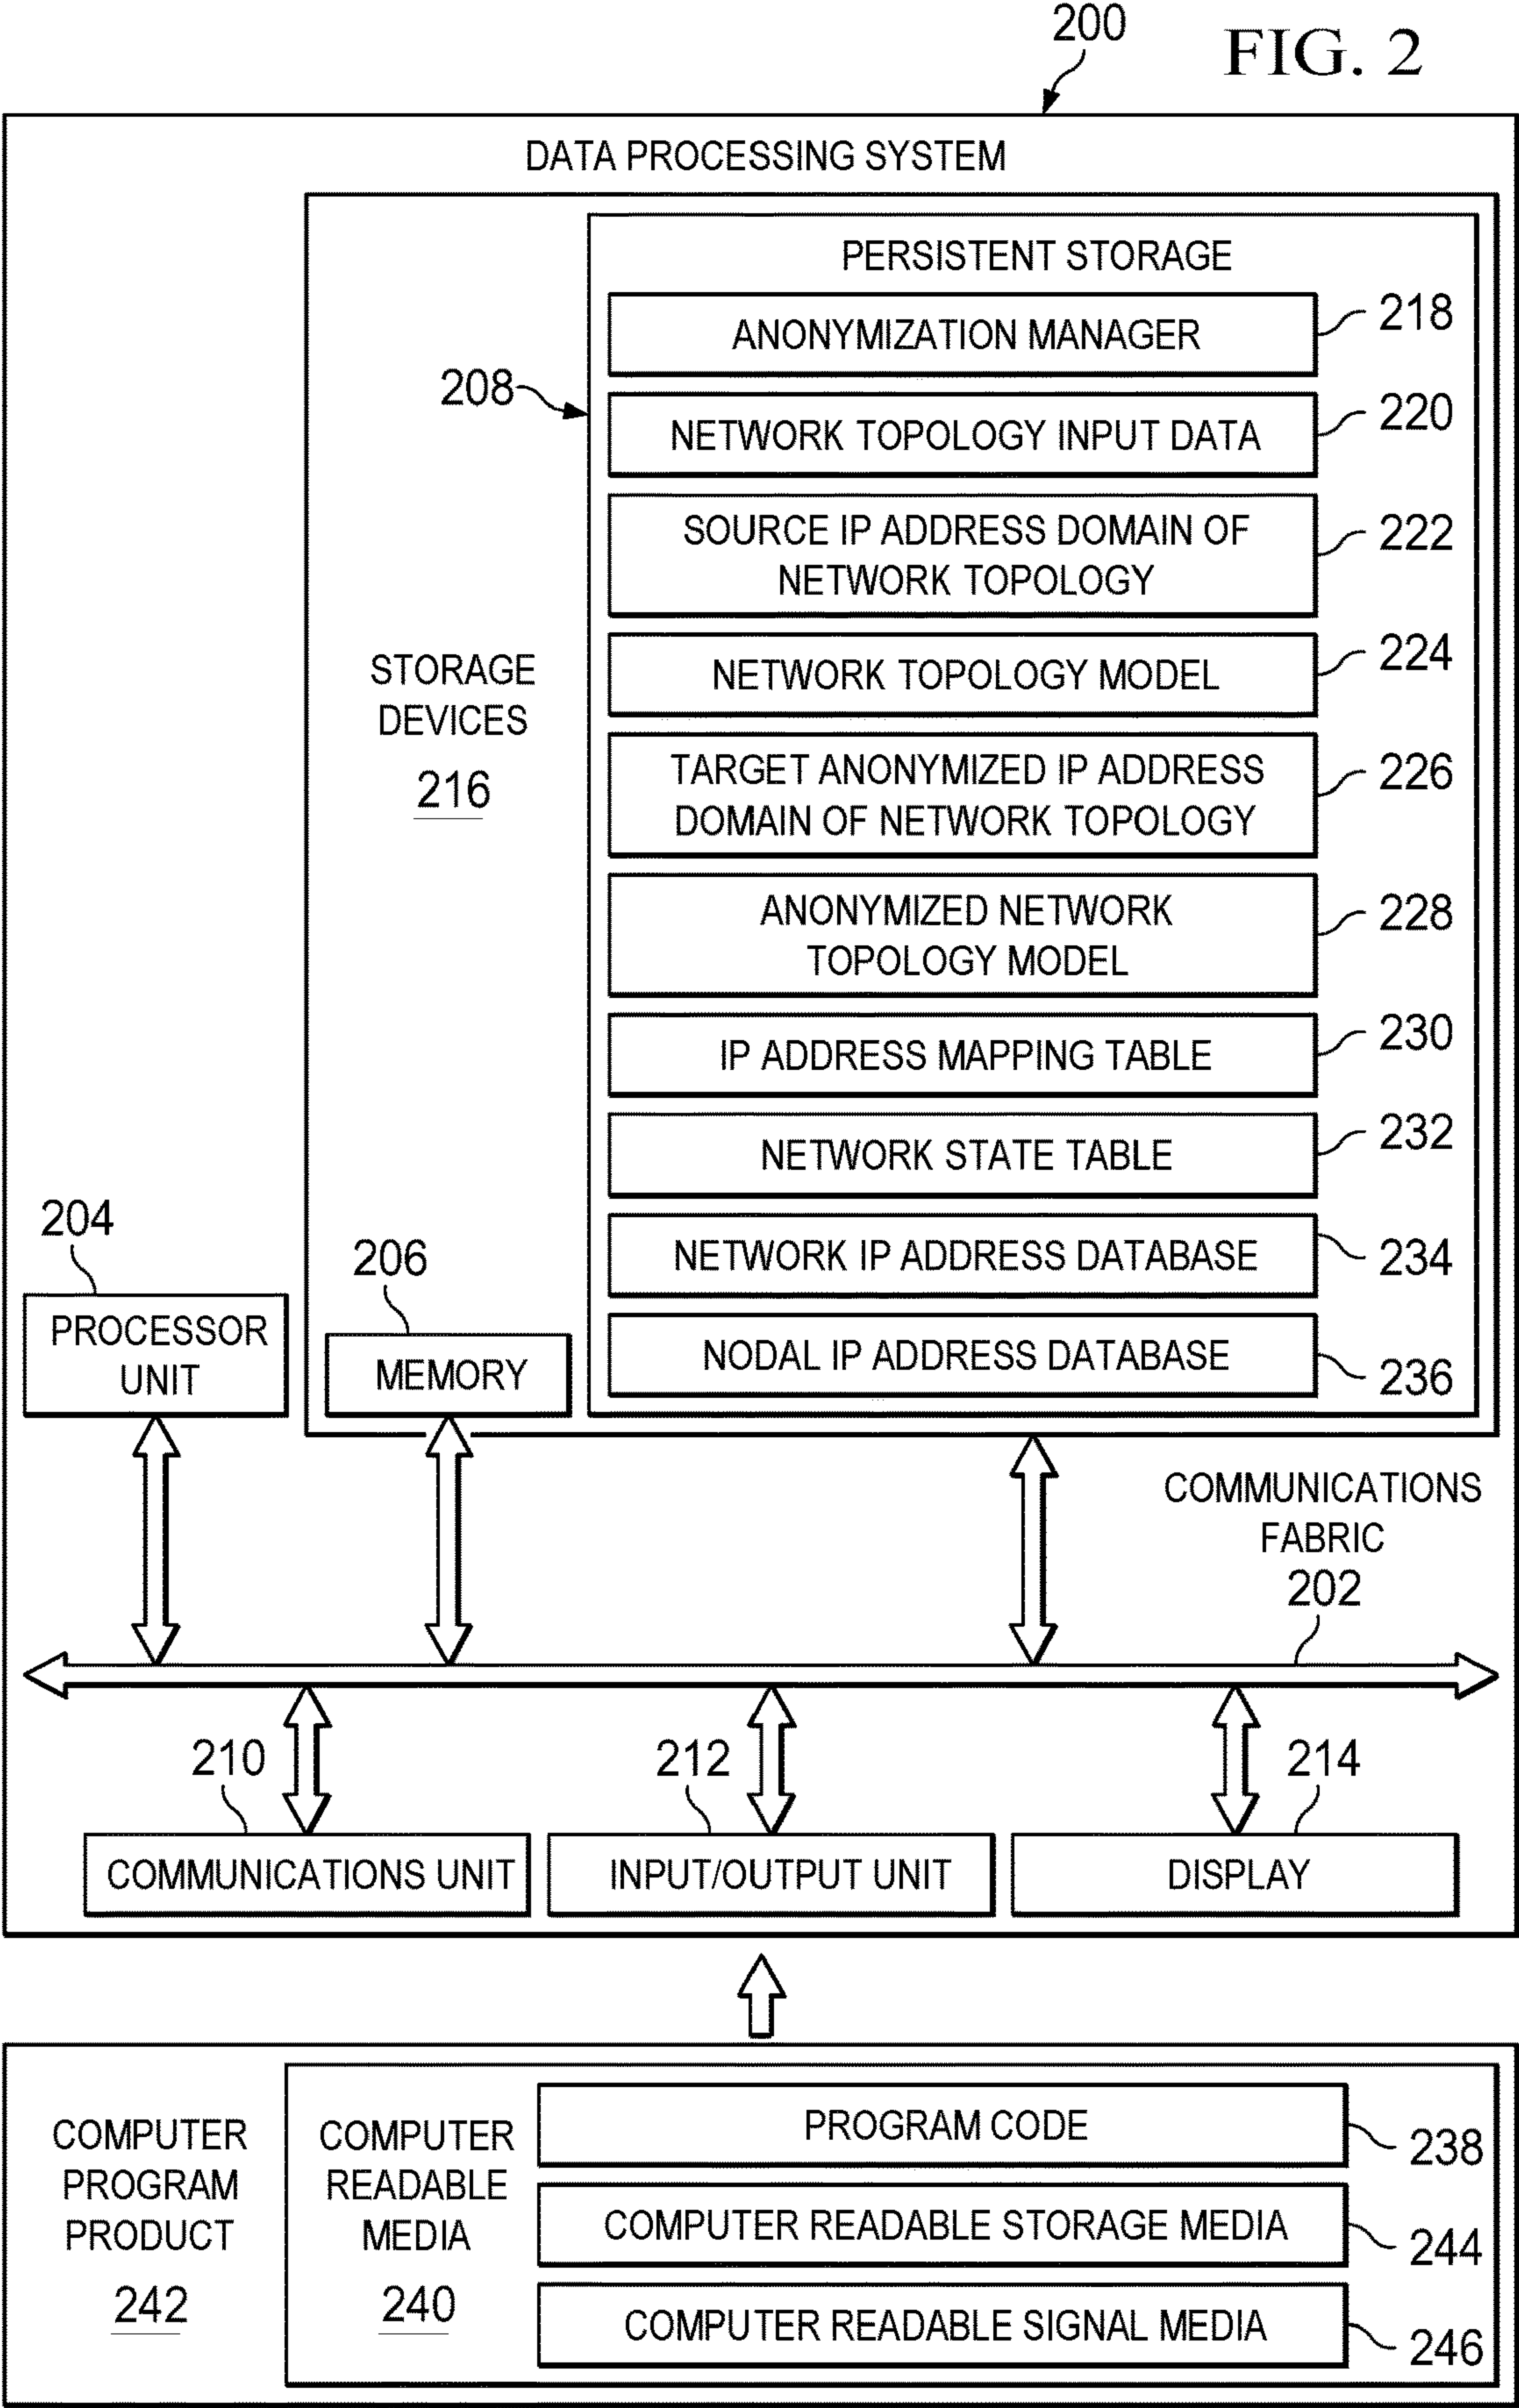 200
FIG. 2
DATA PROCESSING SYSTEM
PERSISTENT STORAGE
ANONYMIZATION MANAGER
218
208
NETWORK TOPOLOGY INPUT DATA
220
SOURCE IP ADDRESS DOMAIN OF
NETWORK TOPOLOGY
222
STORAGE
DEVICES
216
NETWORK TOPOLOGY MODEL
224
TARGET ANONYMIZED IP ADDRESS
DOMAIN OF NETWORK TOPOLOGY
226
ANONYMIZED NETWORK
TOPOLOGY MODEL
228
IP ADDRESS MAPPING TABLE
230
NETWORK STATE TABLE
232
NETWORK IP ADDRESS DATABASE
234
NODAL IP ADDRESS DATABASE
236
204
PROCESSOR
UNIT
206
MEMORY
COMMUNICATIONS
FABRIC
202
210
COMMUNICATIONS UNIT
212
INPUT/OUTPUT UNIT
214
DISPLAY
COMPUTER
PROGRAM
PRODUCT
242
COMPUTER
READABLE
MEDIA
240
PROGRAM CODE
238
COMPUTER READABLE STORAGE MEDIA
244
COMPUTER READABLE SIGNAL MEDIA
246